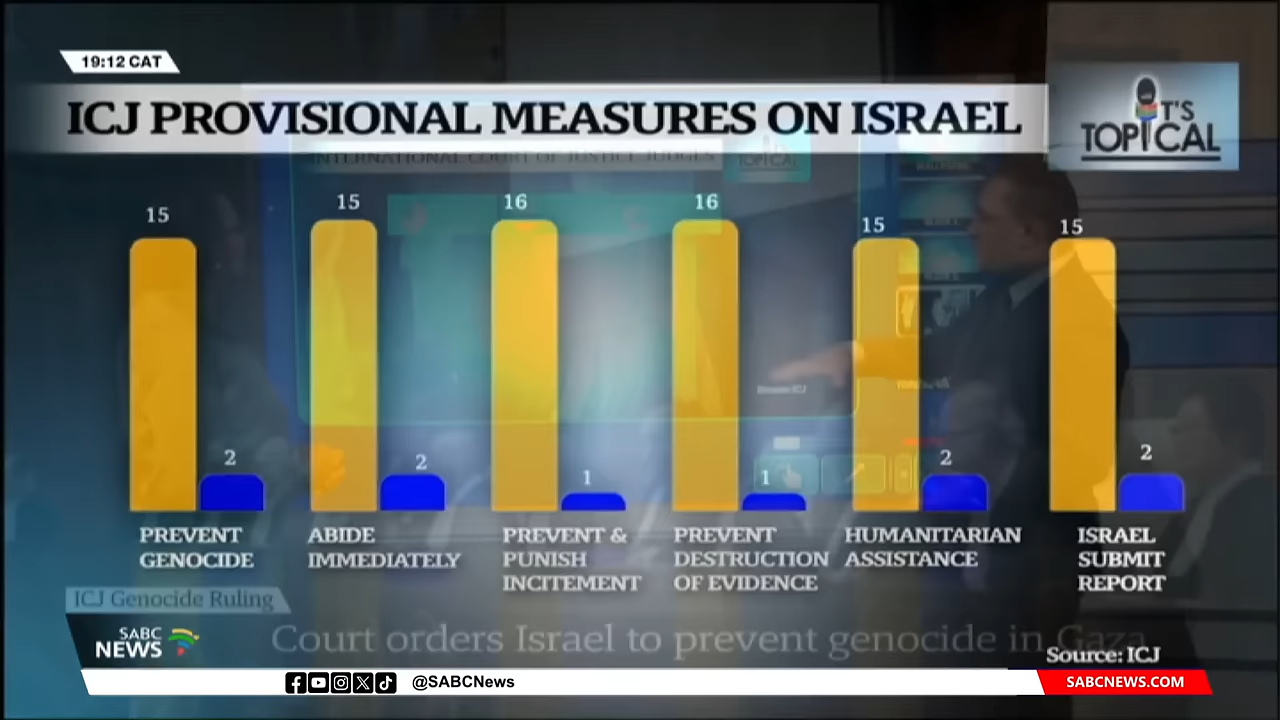 19:12 CAT
ICJ PROVISIONAL MEASURES ON ISRAEL
IT'S
TOPICAL
INTERNATIONAL COURT OF JUSTICE JUDGES
TOPICAL
15
2
15
2
16
1
16
1
15
2
15
2
PREVENT
GENOCIDE
ABIDE
IMMEDIATELY
PREVENT &
PUNISH
INCITEMENT
PREVENT
DESTRUCTION
OF EVIDENCE
HUMANITARIAN
ASSISTANCE
ISRAEL
SUBMIT
REPORT
ICJ Genocide Ruling
SABC
NEWS
Court orders Israel to prevent genocide in Gaza
Source: ICJ
@SABCNews
SABCNEWS.COM